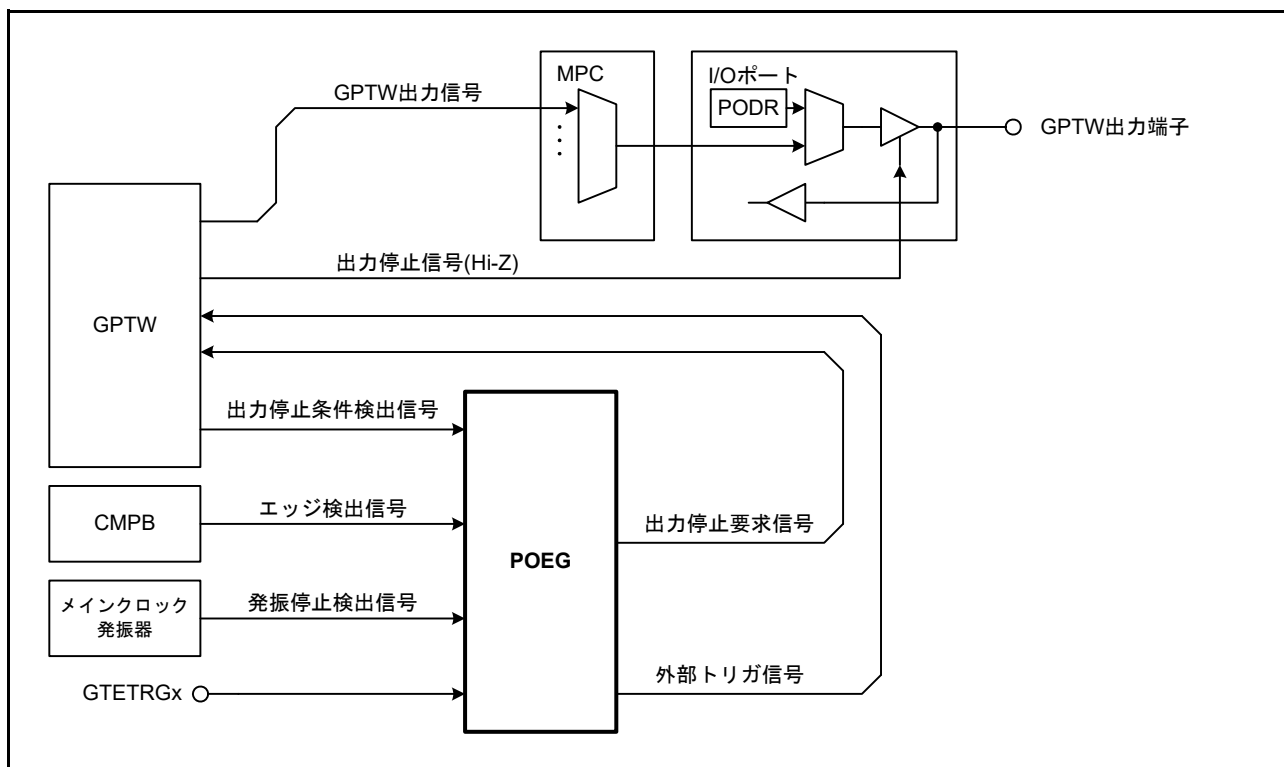 MPC
I/Oポート
PODR
GPTW出力信号
GPTW出力端子
出力停止信号(Hi-Z)
GPTW
出力停止条件検出信号
CMPB
エッジ検出信号
POEG
出力停止要求信号
メインクロック
発振器
発振停止検出信号
外部トリガ信号
GTETRGx